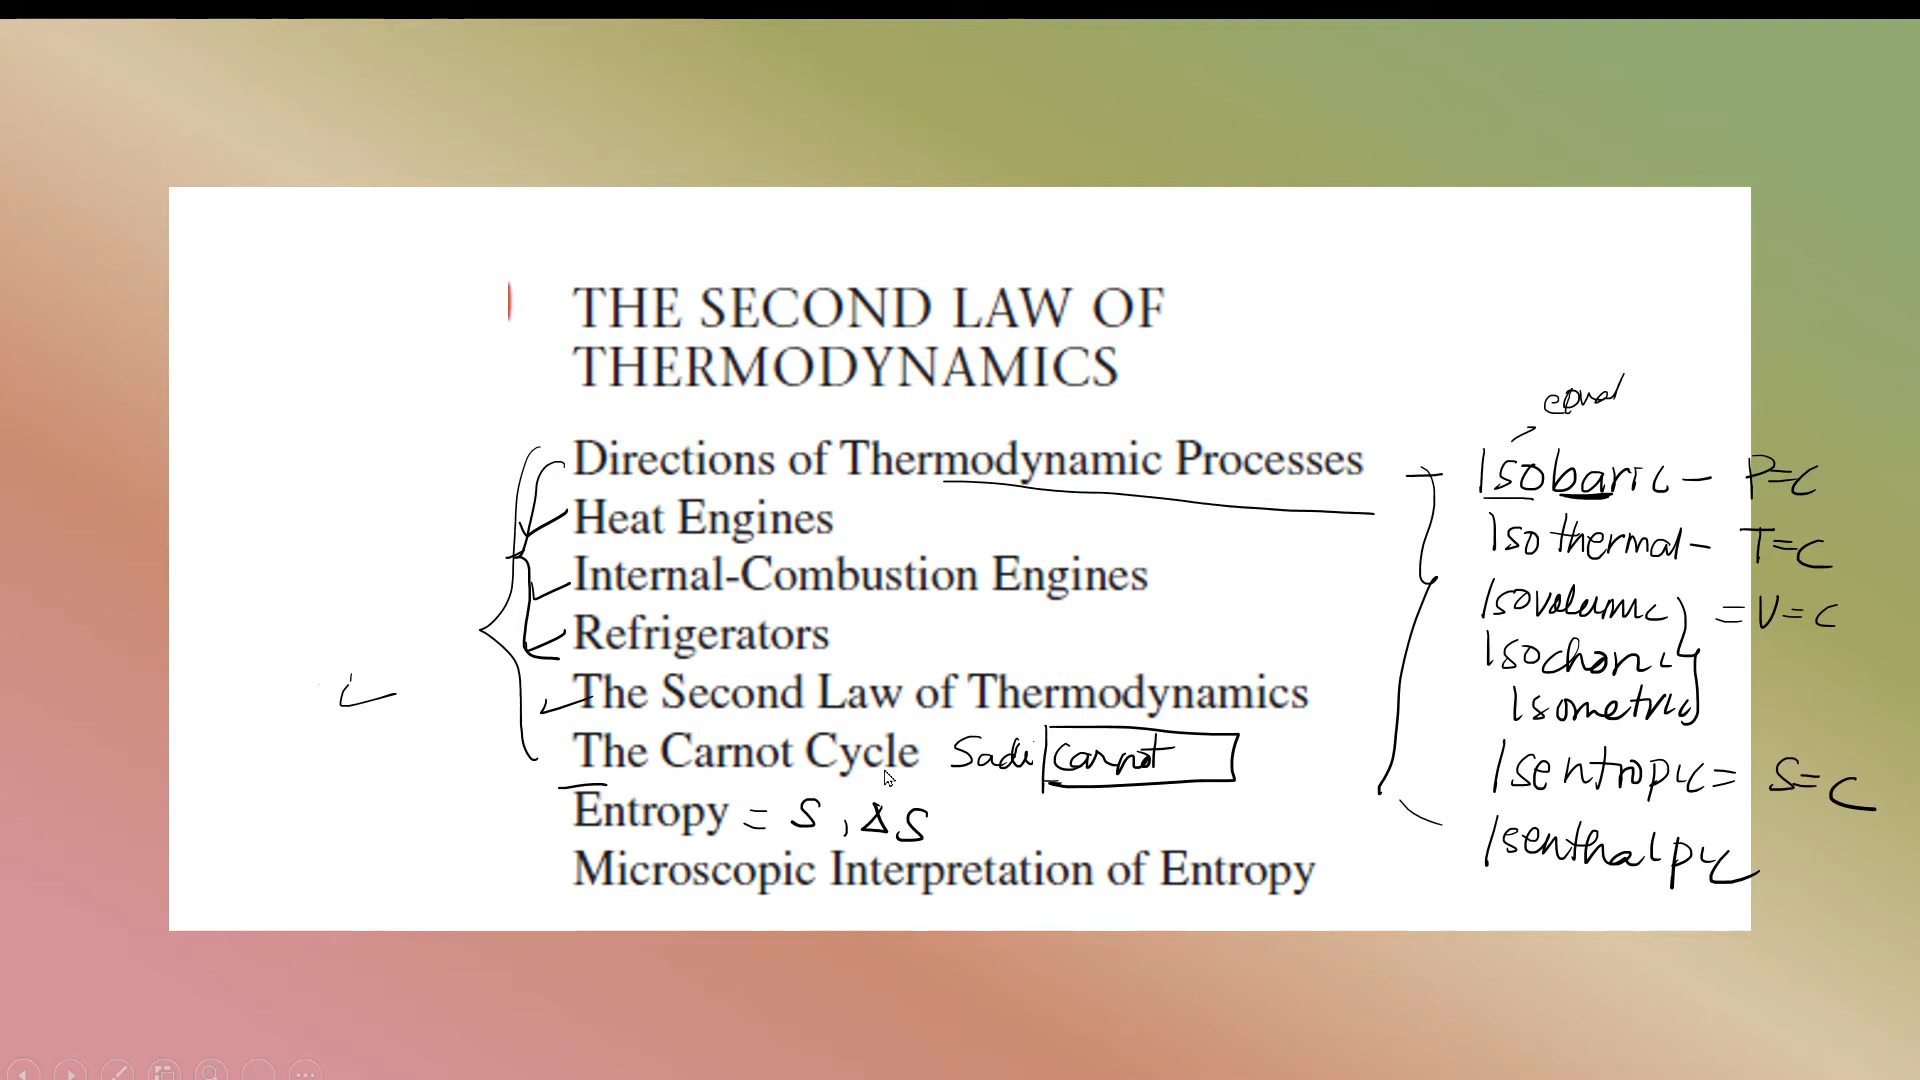 THE SECOND LAW OF
THERMODYNAMICS
Directions of Thermodynamic Processes
Heat Engines
Internal-Combustion Engines
Refrigerators
The Second Law of Thermodynamics
The Carnot Cycle Sadi Carnot
Entropy = S, ΔS
Microscopic Interpretation of Entropy
equal
Isobaric - P=C
Isothermal - T=C
Isovolumic = V=C
Isochoric
Isometric
Isentropic = S=C
Isenthalpic